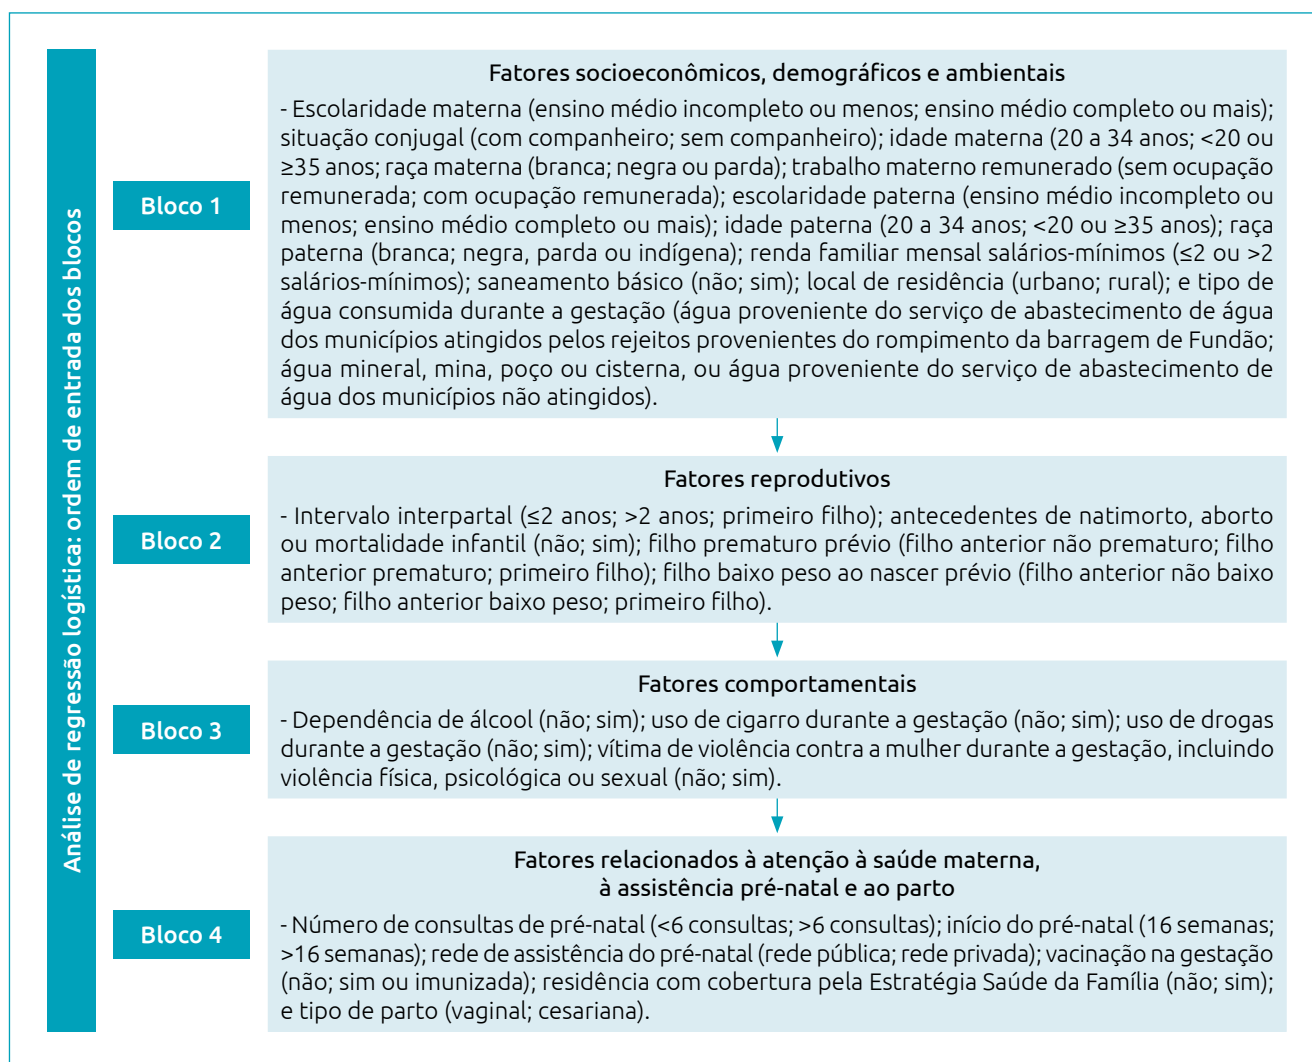 Análise de regressão logística: ordem de entrada dos blocos
Bloco 1
Fatores socioeconômicos, demográficos e ambientais
- Escolaridade materna (ensino médio incompleto ou menos; ensino médio completo ou mais);
situação conjugal (com companheiro; sem companheiro); idade materna (20 a 34 anos; <20 ou
≥35 anos; raça materna (branca; negra ou parda); trabalho materno remunerado (sem ocupação
remunerada; com ocupação remunerada); escolaridade paterna (ensino médio incompleto ou
menos; ensino médio completo ou mais); idade paterna (20 a 34 anos; <20 ou ≥35 anos); raça
paterna (branca; negra, parda ou indígena); renda familiar mensal salários-mínimos (≤2 ou >2
salários-mínimos); saneamento básico (não; sim); local de residência (urbano; rural); e tipo de
água consumida durante a gestação (água proveniente do serviço de abastecimento de água
dos municípios atingidos pelos rejeitos provenientes do rompimento da barragem de Fundão;
água mineral, mina, poço ou cisterna, ou água proveniente do serviço de abastecimento de
água dos municípios não atingidos).
Bloco 2
Fatores reprodutivos
- Intervalo interpartal (≤2 anos; >2 anos; primeiro filho); antecedentes de natimorto, aborto
ou mortalidade infantil (não; sim); filho prematuro prévio (filho anterior não prematuro; filho
anterior prematuro; primeiro filho); filho baixo peso ao nascer prévio (filho anterior não baixo
peso; filho anterior baixo peso; primeiro filho).
Bloco 3
Fatores comportamentais
- Dependência de álcool (não; sim); uso de cigarro durante a gestação (não; sim); uso de drogas
durante a gestação (não; sim); vítima de violência contra a mulher durante a gestação, incluindo
violência física, psicológica ou sexual (não; sim).
Bloco 4
Fatores relacionados à atenção à saúde materna,
à assistência pré-natal e ao parto
- Número de consultas de pré-natal (<6 consultas; >6 consultas); início do pré-natal (16 semanas;
>16 semanas); rede de assistência do pré-natal (rede pública; rede privada); vacinação na gestação
(não; sim ou imunizada); residência com cobertura pela Estratégia Saúde da Família (não; sim);
e tipo de parto (vaginal; cesariana).